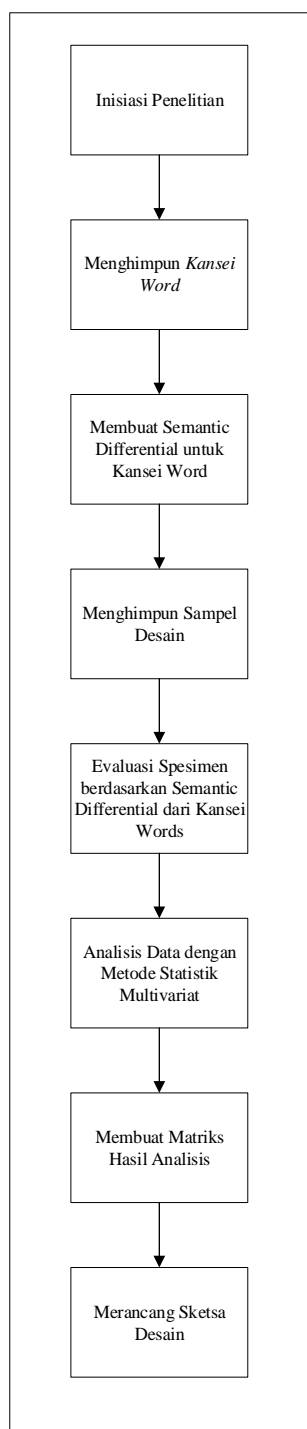 Inisiasi Penelitian
Menghimpun Kansei
Word
Membuat Semantic
Differential untuk
Kansei Word
Menghimpun Sampel
Desain
Evaluasi Spesimen
berdasarkan Semantic
Differential dari Kansei
Words
Analisis Data dengan
Metode Statistik
Multivariat
Membuat Matriks
Hasil Analisis
Merancang Sketsa
Desain